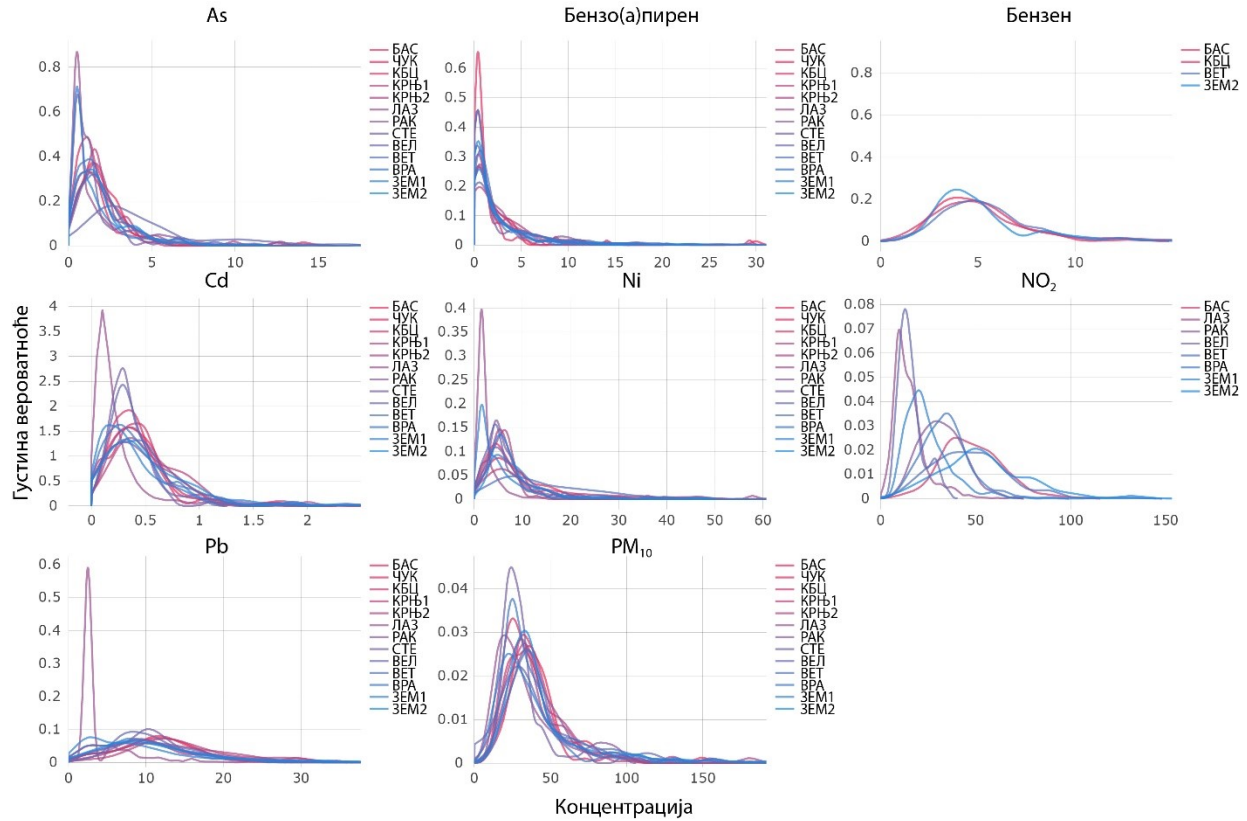 As
0.8
0.6
0.4
0.2
0
0
5
10
15
БАС
ЧУК
КБЦ
КРЊ1
КРЊ2
ЛАЗ
РАК
СТЕ
ВЕЛ
ВЕТ
ВРА
ЗЕМ1
ЗЕМ2
Бензо(а)пирен
0.6
0.5
0.4
0.3
0.2
0.1
0
0
5
10
15
20
25
30
БАС
ЧУК
КБЦ
КРЊ1
КРЊ2
ЛАЗ
РАК
СТЕ
ВЕЛ
ВЕТ
ВРА
ЗЕМ1
ЗЕМ2
Бензен
0.8
0.6
0.4
0.2
0
0
5
10
БАС
КБЦ
ВЕТ
ЗЕМ2
Густина вероватноће
Cd
4
3.5
3
2.5
2
1.5
1
0.5
0
0
0.5
1
1.5
2
БАС
ЧУК
КБЦ
КРЊ1
КРЊ2
ЛАЗ
РАК
СТЕ
ВЕЛ
ВЕТ
ВРА
ЗЕМ1
ЗЕМ2
Ni
0.4
0.35
0.3
0.25
0.2
0.15
0.1
0.05
0
0
10
20
30
40
50
60
БАС
ЧУК
КБЦ
КРЊ1
КРЊ2
ЛАЗ
РАК
СТЕ
ВЕЛ
ВЕТ
ВРА
ЗЕМ1
ЗЕМ2
NO₂
0.08
0.07
0.06
0.05
0.04
0.03
0.02
0.01
0
0
50
100
150
БАС
ЛАЗ
РАК
ВЕЛ
ВЕТ
ВРА
ЗЕМ1
ЗЕМ2
Pb
0.6
0.5
0.4
0.3
0.2
0.1
0
0
10
20
30
БАС
ЧУК
КБЦ
КРЊ1
КРЊ2
ЛАЗ
РАК
СТЕ
ВЕЛ
ВЕТ
ВРА
ЗЕМ1
ЗЕМ2
PM₁₀
0.04
0.03
0.02
0.01
0
0
50
100
150
БАС
ЧУК
КБЦ
КРЊ1
КРЊ2
ЛАЗ
РАК
СТЕ
ВЕЛ
ВЕТ
ВРА
ЗЕМ1
ЗЕМ2
Концентрација